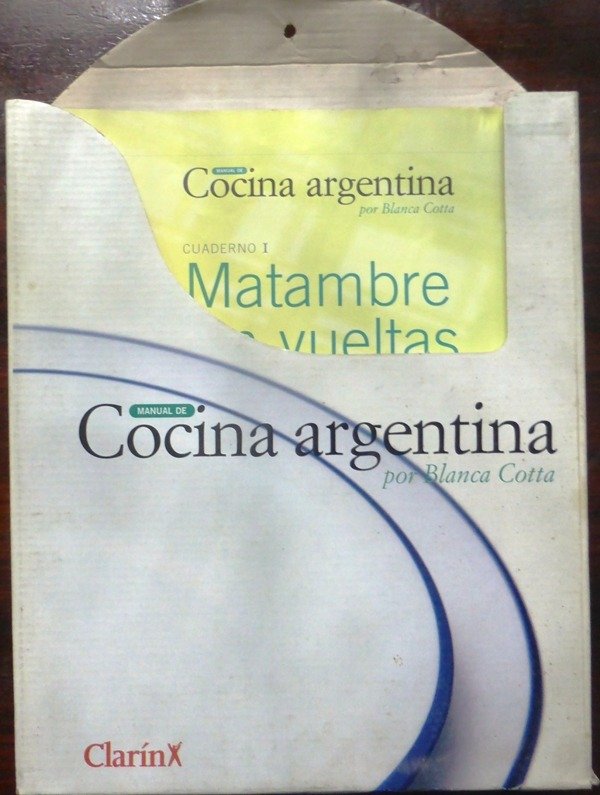 MANUAL DE
Cocina argentina
por Blanca Cotta
CUADERNO I
Matambre
vueltas
MANUAL DE
Cocina argentina
por Blanca Cotta
Clarín